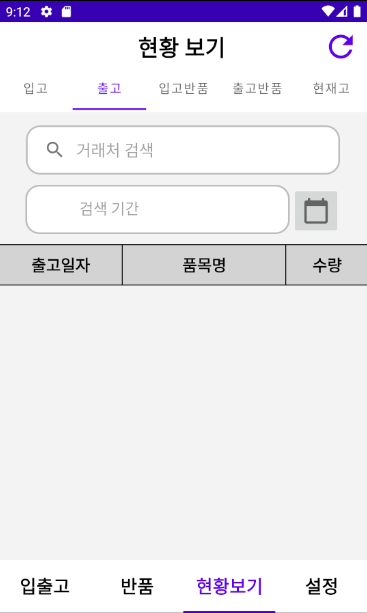 9:12
현황 보기
입고 출고 입고반품 출고반품 현재고
거래처 검색
검색 기간
출고일자 품목명 수량
입출고 반품 현황보기 설정